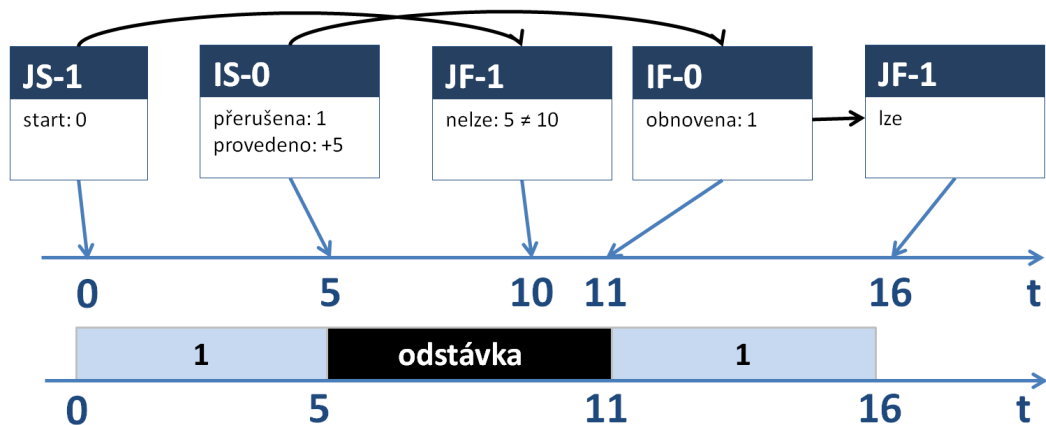 JS-1
start: 0
IS-0
přerušena: 1
provedeno: +5
JF-1
nelze: 5 ≠ 10
IF-0
obnovena: 1
JF-1
lze
0 5 10 11 16 t
1 odstávka 1
0 5 11 16 t